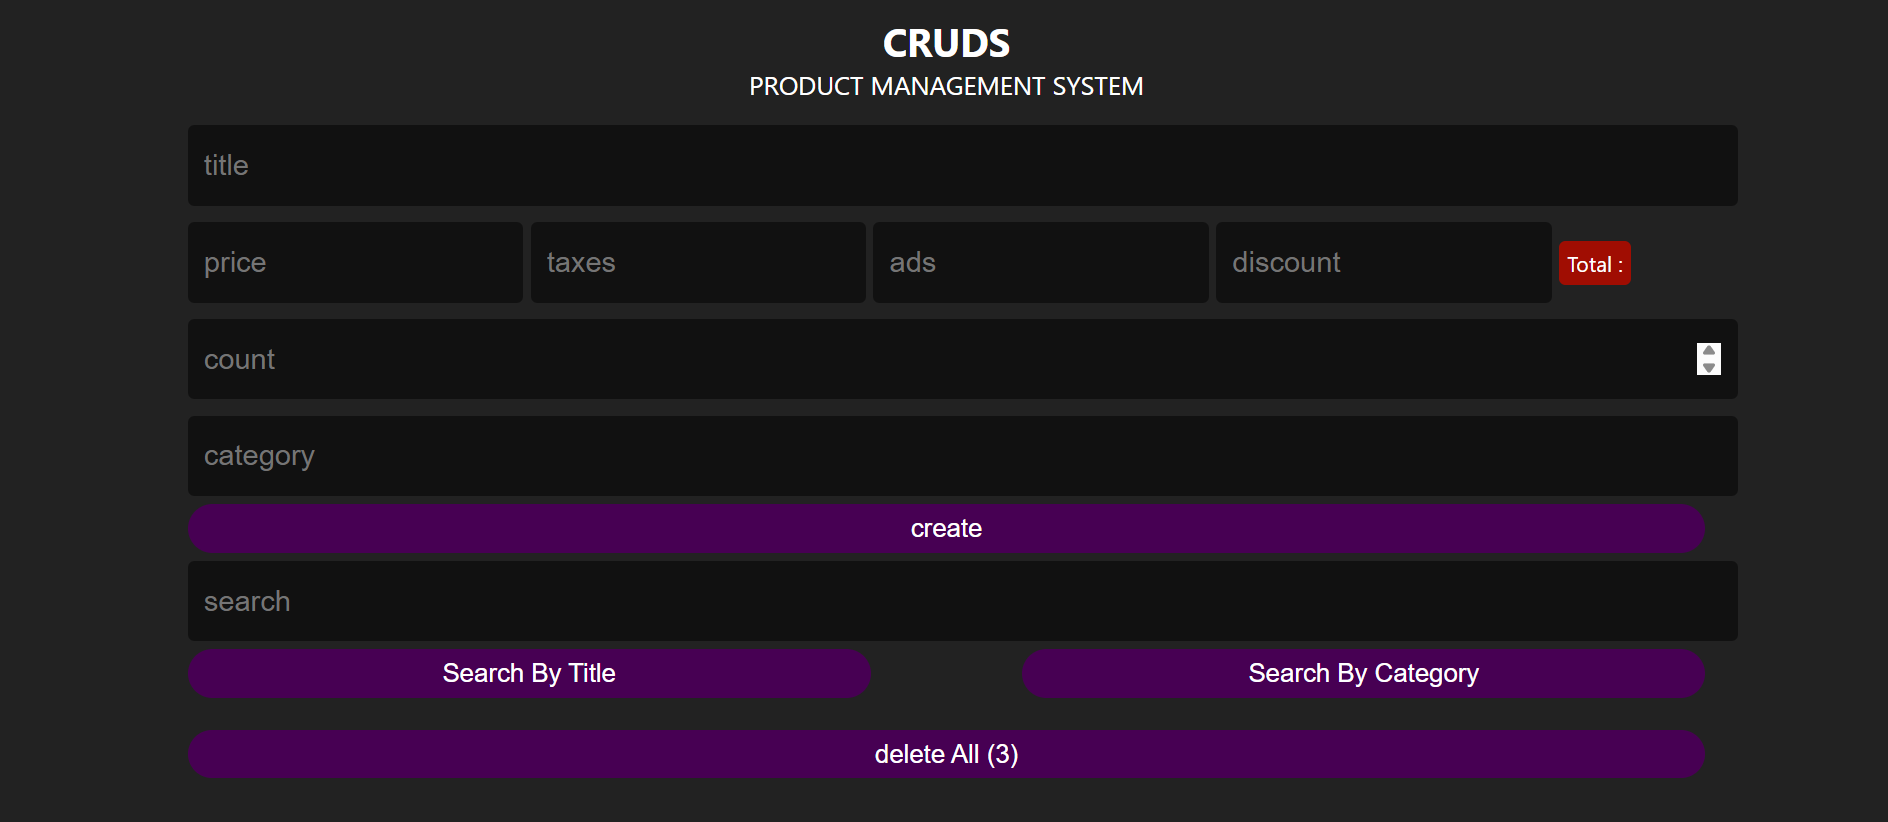 CRUDS
PRODUCT MANAGEMENT SYSTEM
title
price taxes ads discount Total :
count
category
create
search
Search By Title Search By Category
delete All (3)